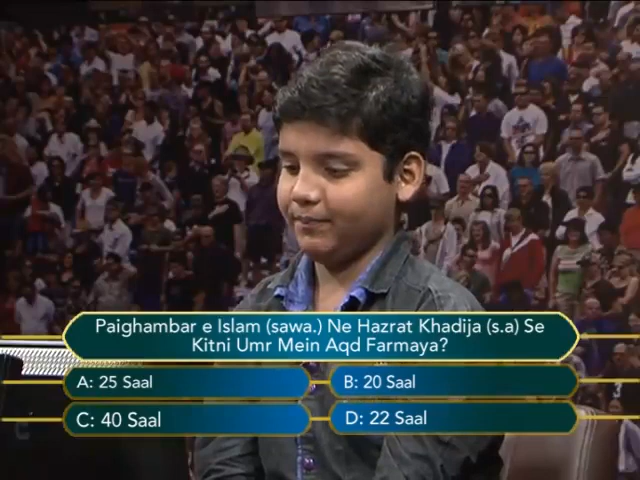 Paighambar e Islam (sawa.) Ne Hazrat Khadija (s.a) Se
Kitni Umr Mein Aqd Farmaya?
A: 25 Saal
B: 20 Saal
C: 40 Saal
D: 22 Saal